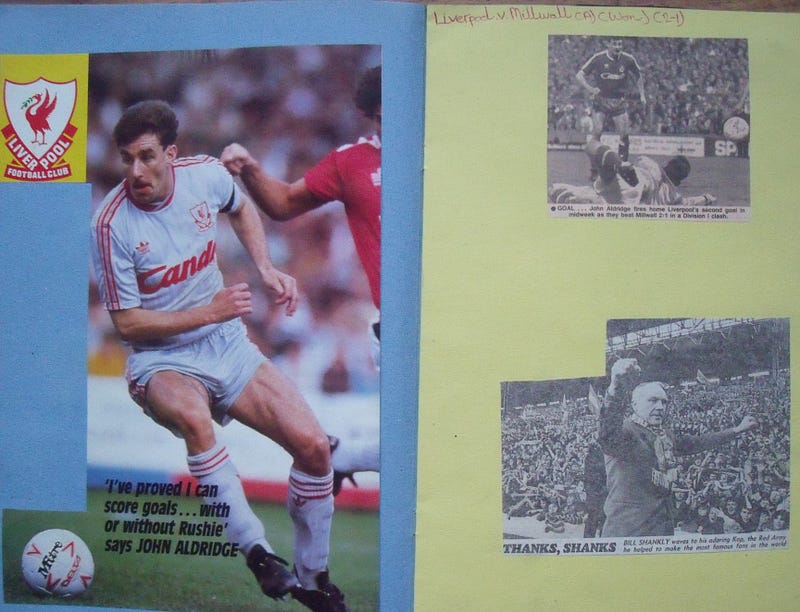 LIVERPOOL
FOOTBALL CLUB
Candy
'I've proved I can
score goals...with
or without Rushie'
says JOHN ALDRIDGE
Mitre
DELTA
Liverpool.v.Millwall (A) (Won) (2-1)
SP
GOAL . . . John Aldridge fires home Liverpool's second goal in
midweek as they beat Millwall 2-1 in a Division I clash.
THANKS, SHANKS
BILL SHANKLY waves to his adoring Kop, the Red Army
he helped to make the most famous fans in the world